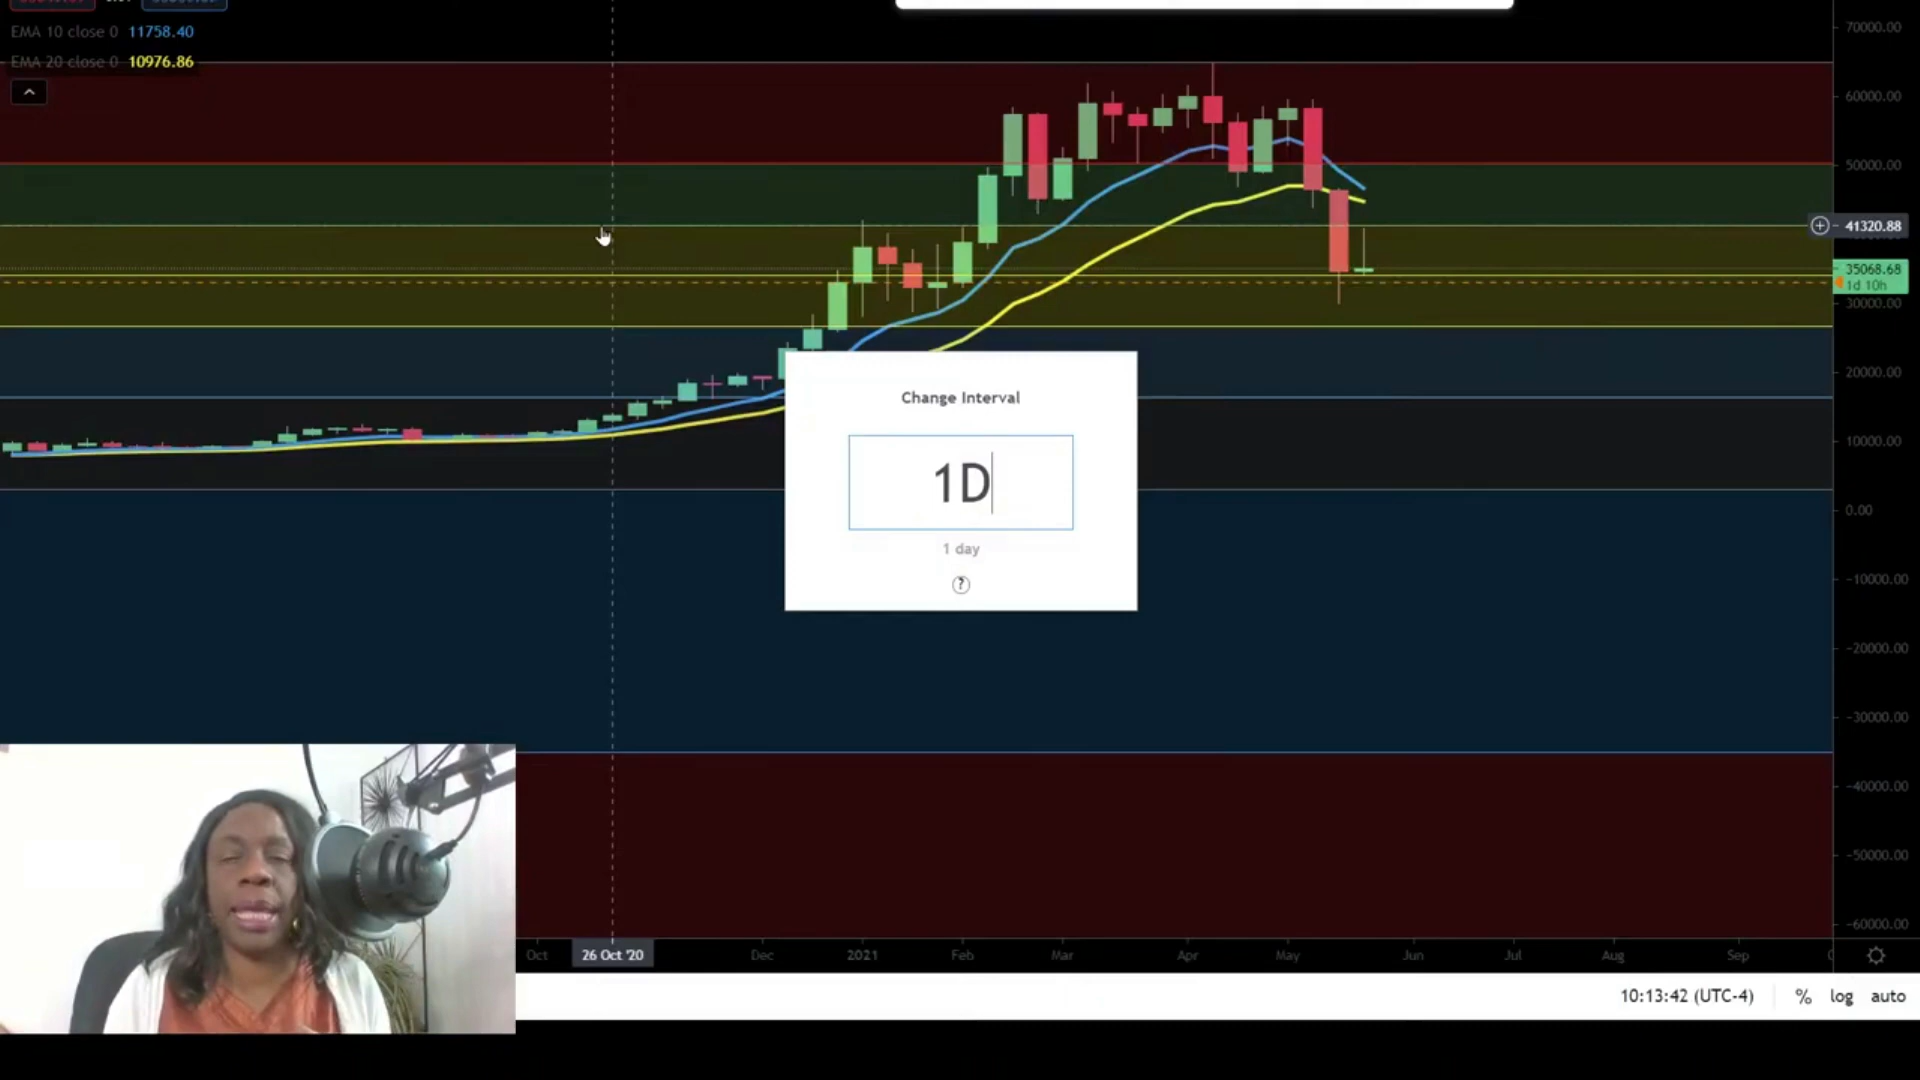 EMA 10 close 0 11758.40
EMA 20 close 0 10976.86
70000.00
60000.00
50000.00
41320.88
35068.68
1d 10h
30000.00
20000.00
10000.00
0.00
-10000.00
-20000.00
-30000.00
-40000.00
-50000.00
-60000.00
Change Interval
1D
1 day
?
Oct 26 Oct '20 Dec 2021 Feb Mar Apr May Jun Jul Aug Sep
10:13:42 (UTC-4) % log auto